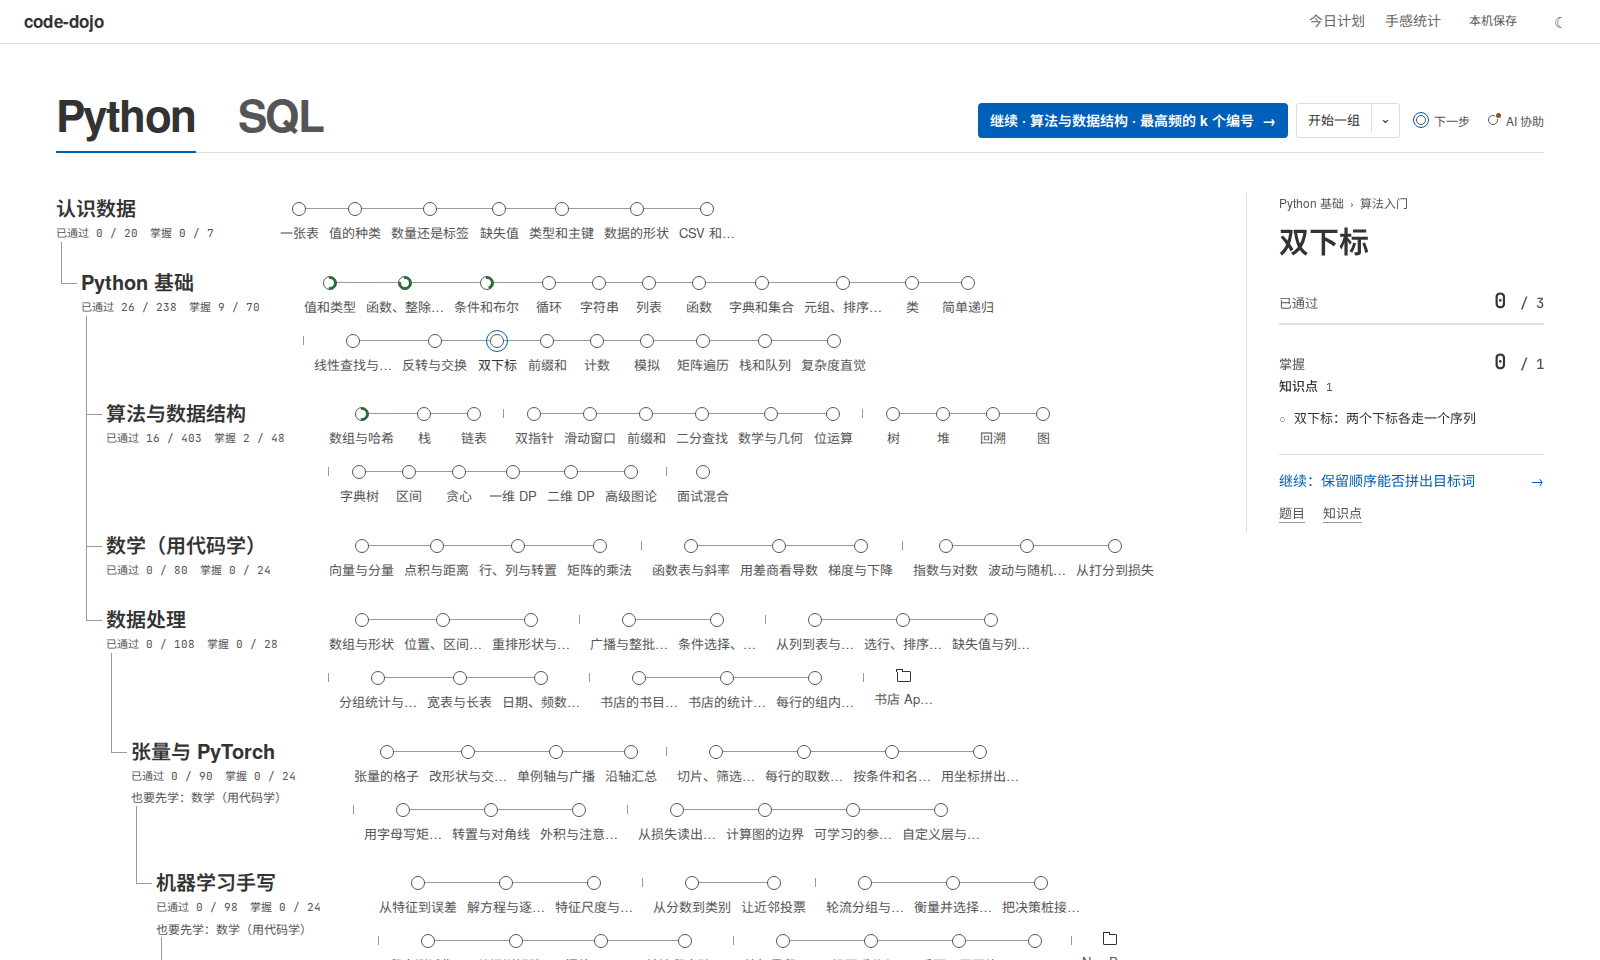 code-dojo
今日计划 手感统计 本机保存
Python SQL
继续 · 算法与数据结构 · 最高频的 k 个编号 →
开始一组
下一步
AI 协助
认识数据
已通过 0 / 20 掌握 0 / 7
一张表 值的种类 数量还是标签 缺失值 类型和主键 数据的形状 CSV 和…
Python 基础
已通过 26 / 238 掌握 9 / 70
值和类型 函数、整除… 条件和布尔 循环 字符串 列表 函数 字典和集合 元组、排序… 类 简单递归
线性查找与… 反转与交换 双下标 前缀和 计数 模拟 矩阵遍历 栈和队列 复杂度直觉
算法与数据结构
已通过 16 / 403 掌握 2 / 48
数组与哈希 栈 链表 双指针 滑动窗口 前缀和 二分查找 数学与几何 位运算 树 堆 回溯 图
字典树 区间 贪心 一维 DP 二维 DP 高级图论 面试混合
数学（用代码学）
已通过 0 / 80 掌握 0 / 24
向量与分量 点积与距离 行、列与转置 矩阵的乘法 函数表与斜率 用差商看导数 梯度与下降 指数与对数 波动与随机… 从打分到损失
数据处理
已通过 0 / 108 掌握 0 / 28
数组与形状 位置、区间… 重排形状与… 广播与整批… 条件选择、… 从列到表与… 选行、排序… 缺失值与列…
分组统计与… 宽表与长表 日期、频数… 书店的书目… 书店的统计… 每行的组内… 书店 Ap…
张量与 PyTorch
已通过 0 / 90 掌握 0 / 24
也要先学：数学（用代码学）
张量的格子 改形状与交… 单例轴与广播 沿轴汇总 切片、筛选… 每行的取数… 按条件和名… 用坐标拼出…
用字母写矩… 转置与对角线 外积与注意… 从损失读出… 计算图的边界 可学习的参… 自定义层与…
机器学习手写
已通过 0 / 98 掌握 0 / 24
也要先学：数学（用代码学）
从特征到误差 解方程与逐… 特征尺度与… 从分数到类别 让近邻投票 轮流分组与… 衡量并选择… 把决策桩接…
Python 基础 › 算法入门
双下标
已通过 0 / 3
掌握 0 / 1
知识点 1
双下标：两个下标各走一个序列
继续：保留顺序能否拼出目标词 →
题目 知识点